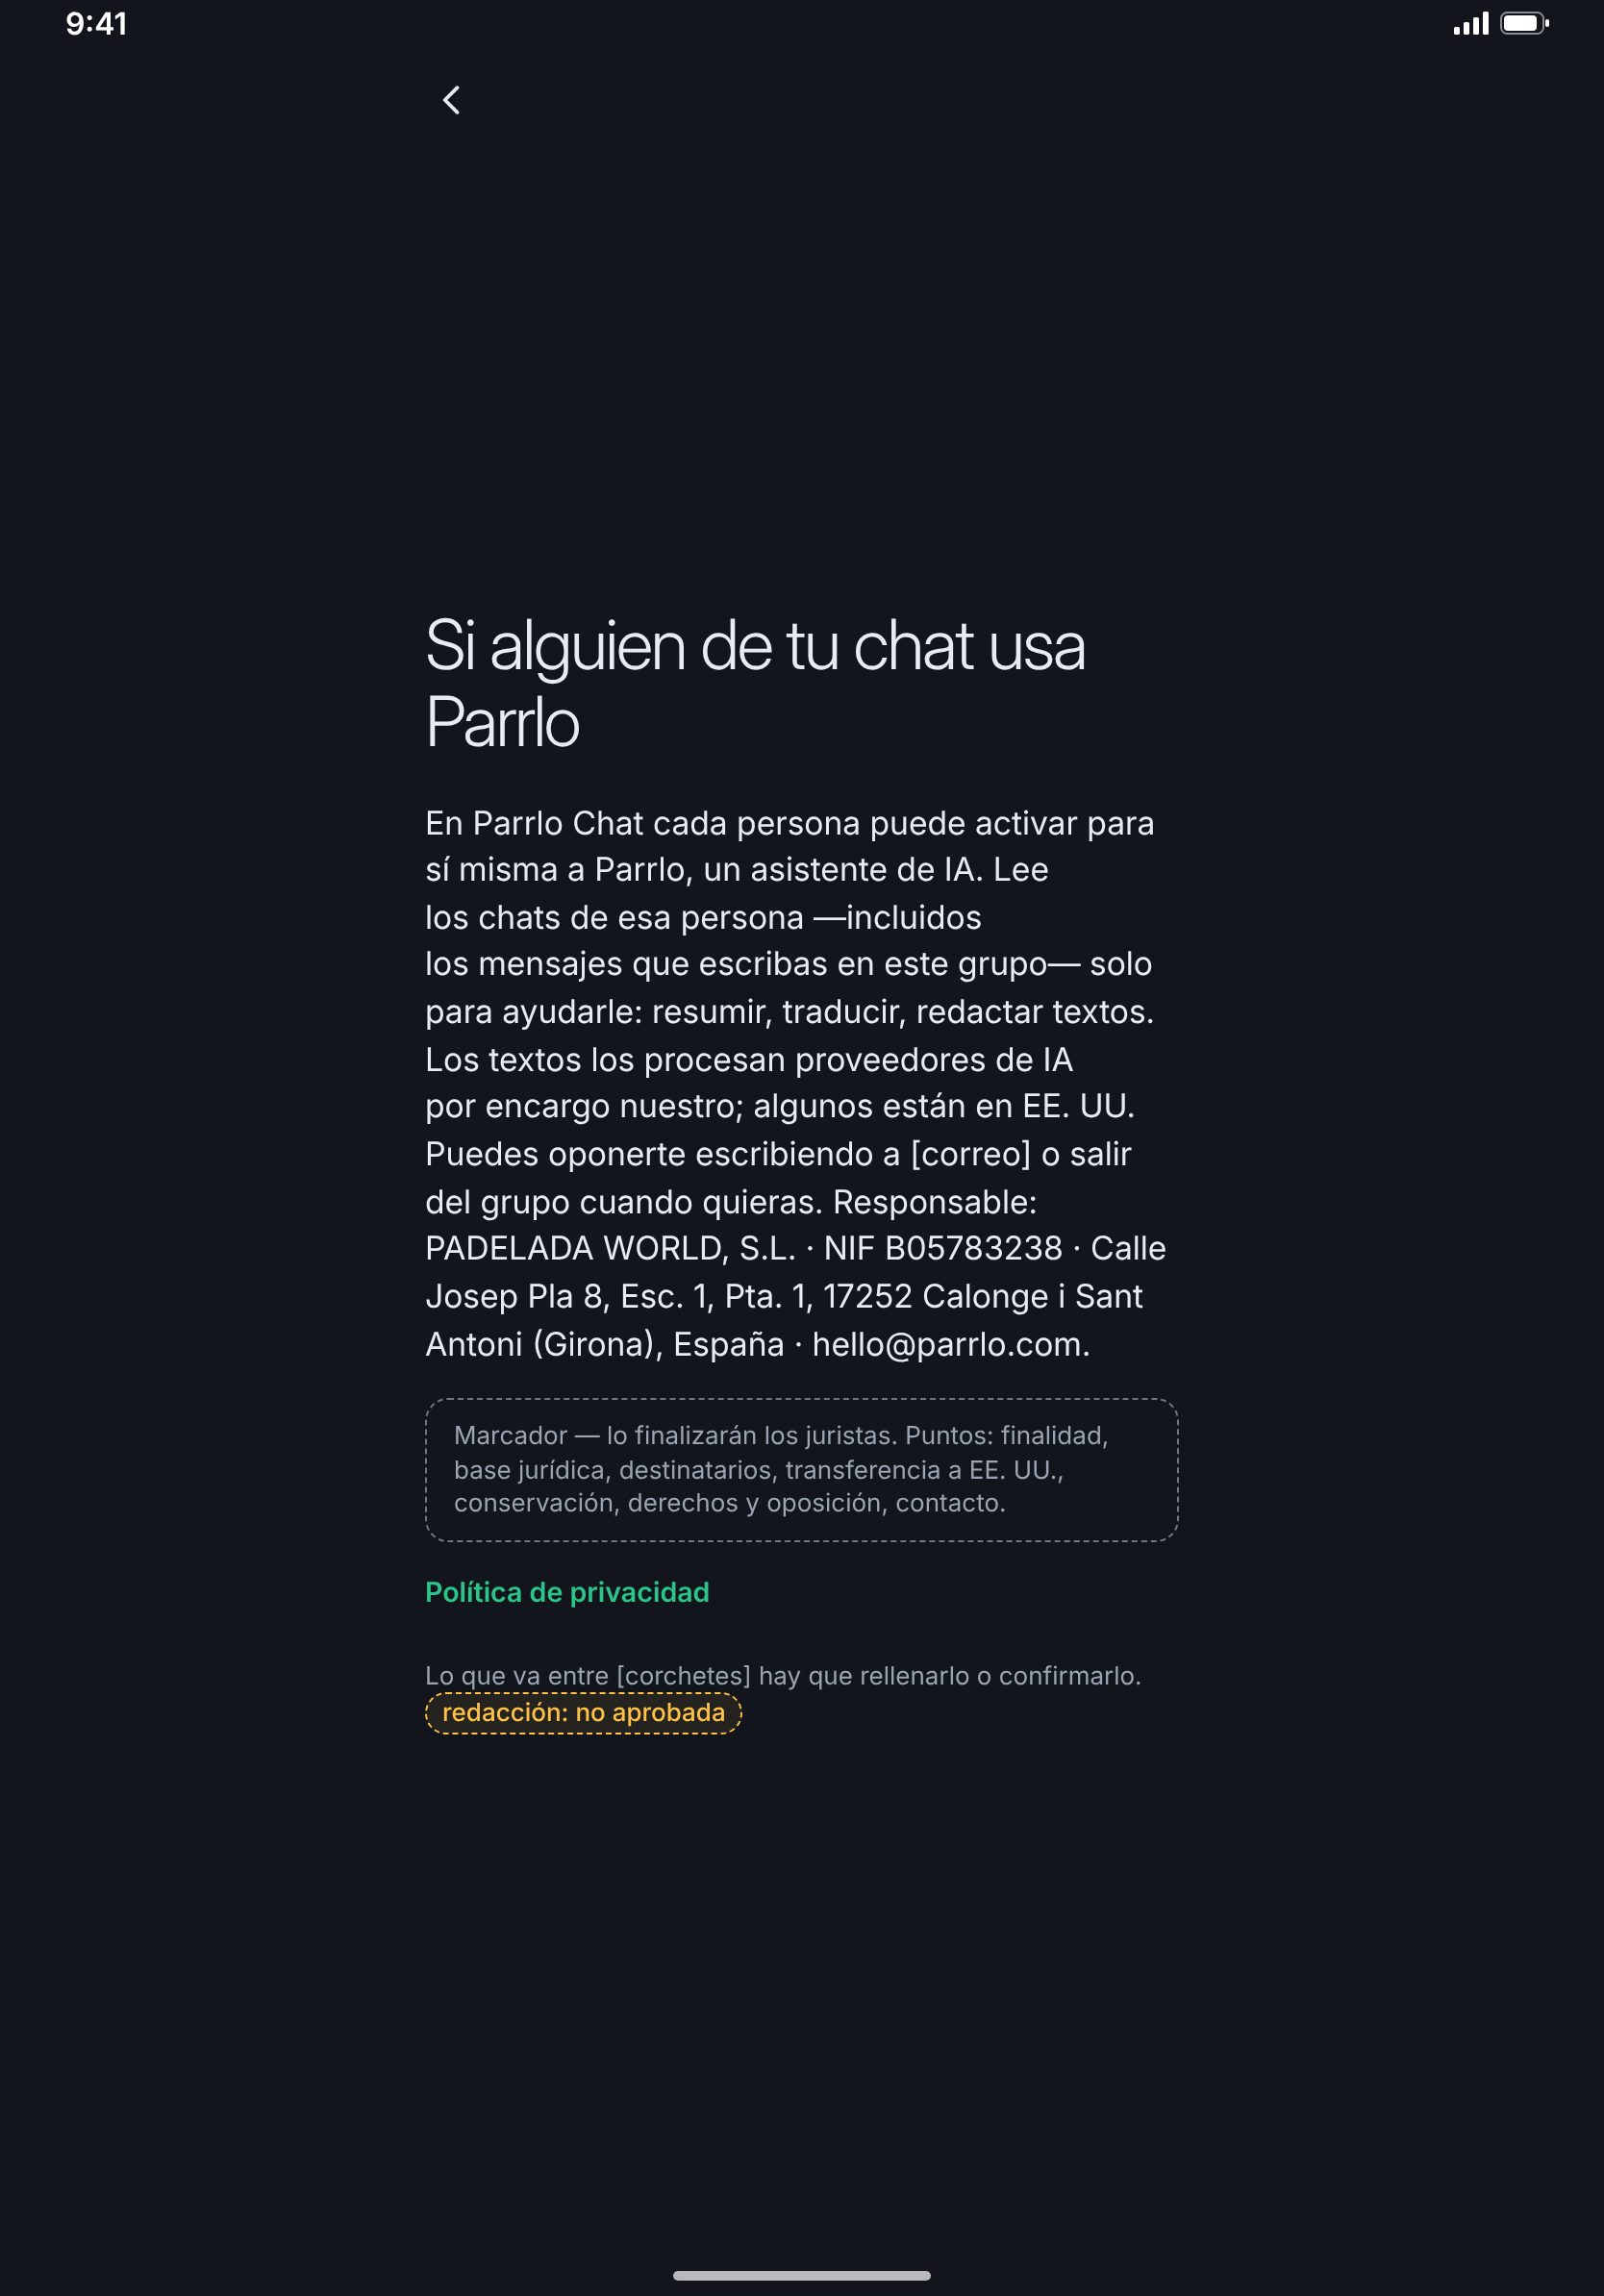 9:41
Si alguien de tu chat usa
Parrlo
En Parrlo Chat cada persona puede activar para
sí misma a Parrlo, un asistente de IA. Lee
los chats de esa persona —incluidos
los mensajes que escribas en este grupo— solo
para ayudarle: resumir, traducir, redactar textos.
Los textos los procesan proveedores de IA
por encargo nuestro; algunos están en EE. UU.
Puedes oponerte escribiendo a [correo] o salir
del grupo cuando quieras. Responsable:
PADELADA WORLD, S.L. · NIF B05783238 · Calle
Josep Pla 8, Esc. 1, Pta. 1, 17252 Calonge i Sant
Antoni (Girona), España · hello@parrlo.com.
Marcador — lo finalizarán los juristas. Puntos: finalidad,
base jurídica, destinatarios, transferencia a EE. UU.,
conservación, derechos y oposición, contacto.
Política de privacidad
Lo que va entre [corchetes] hay que rellenarlo o confirmarlo.
redacción: no aprobada